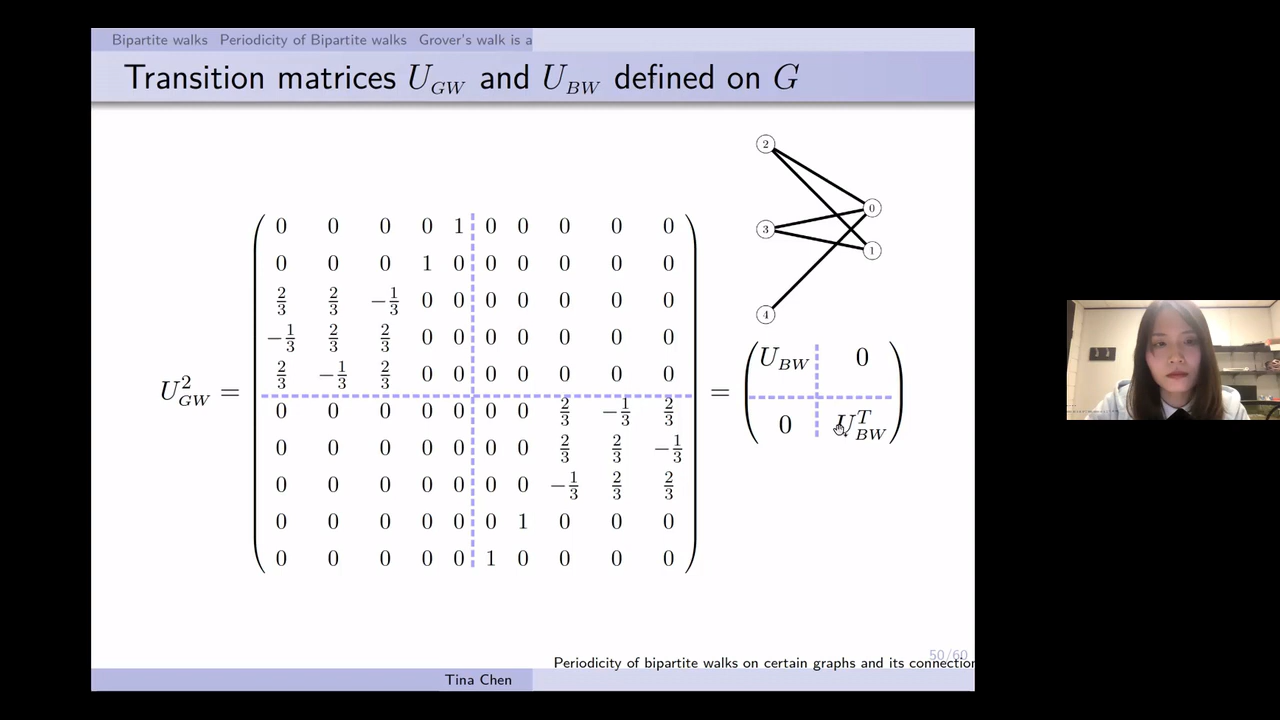 Bipartite walks Periodicity of Bipartite walks Grover's walk is a
Transition matrices U_GW and U_BW defined on G
2
0
3
1
4
0 0 0 0 1 0 0 0 0 0
0 0 0 1 0 0 0 0 0 0
2/3 2/3 −1/3 0 0 0 0 0 0 0
−1/3 2/3 2/3 0 0 0 0 0 0 0
2/3 −1/3 2/3 0 0 0 0 0 0 0
U²_GW = =
0 0 0 0 0 0 0 2/3 −1/3 2/3
0 0 0 0 0 0 0 2/3 2/3 −1/3
0 0 0 0 0 0 0 −1/3 2/3 2/3
0 0 0 0 0 0 1 0 0 0
0 0 0 0 0 1 0 0 0 0
U_BW 0
0 U^T_BW
50/60
Periodicity of bipartite walks on certain graphs and its connection
Tina Chen